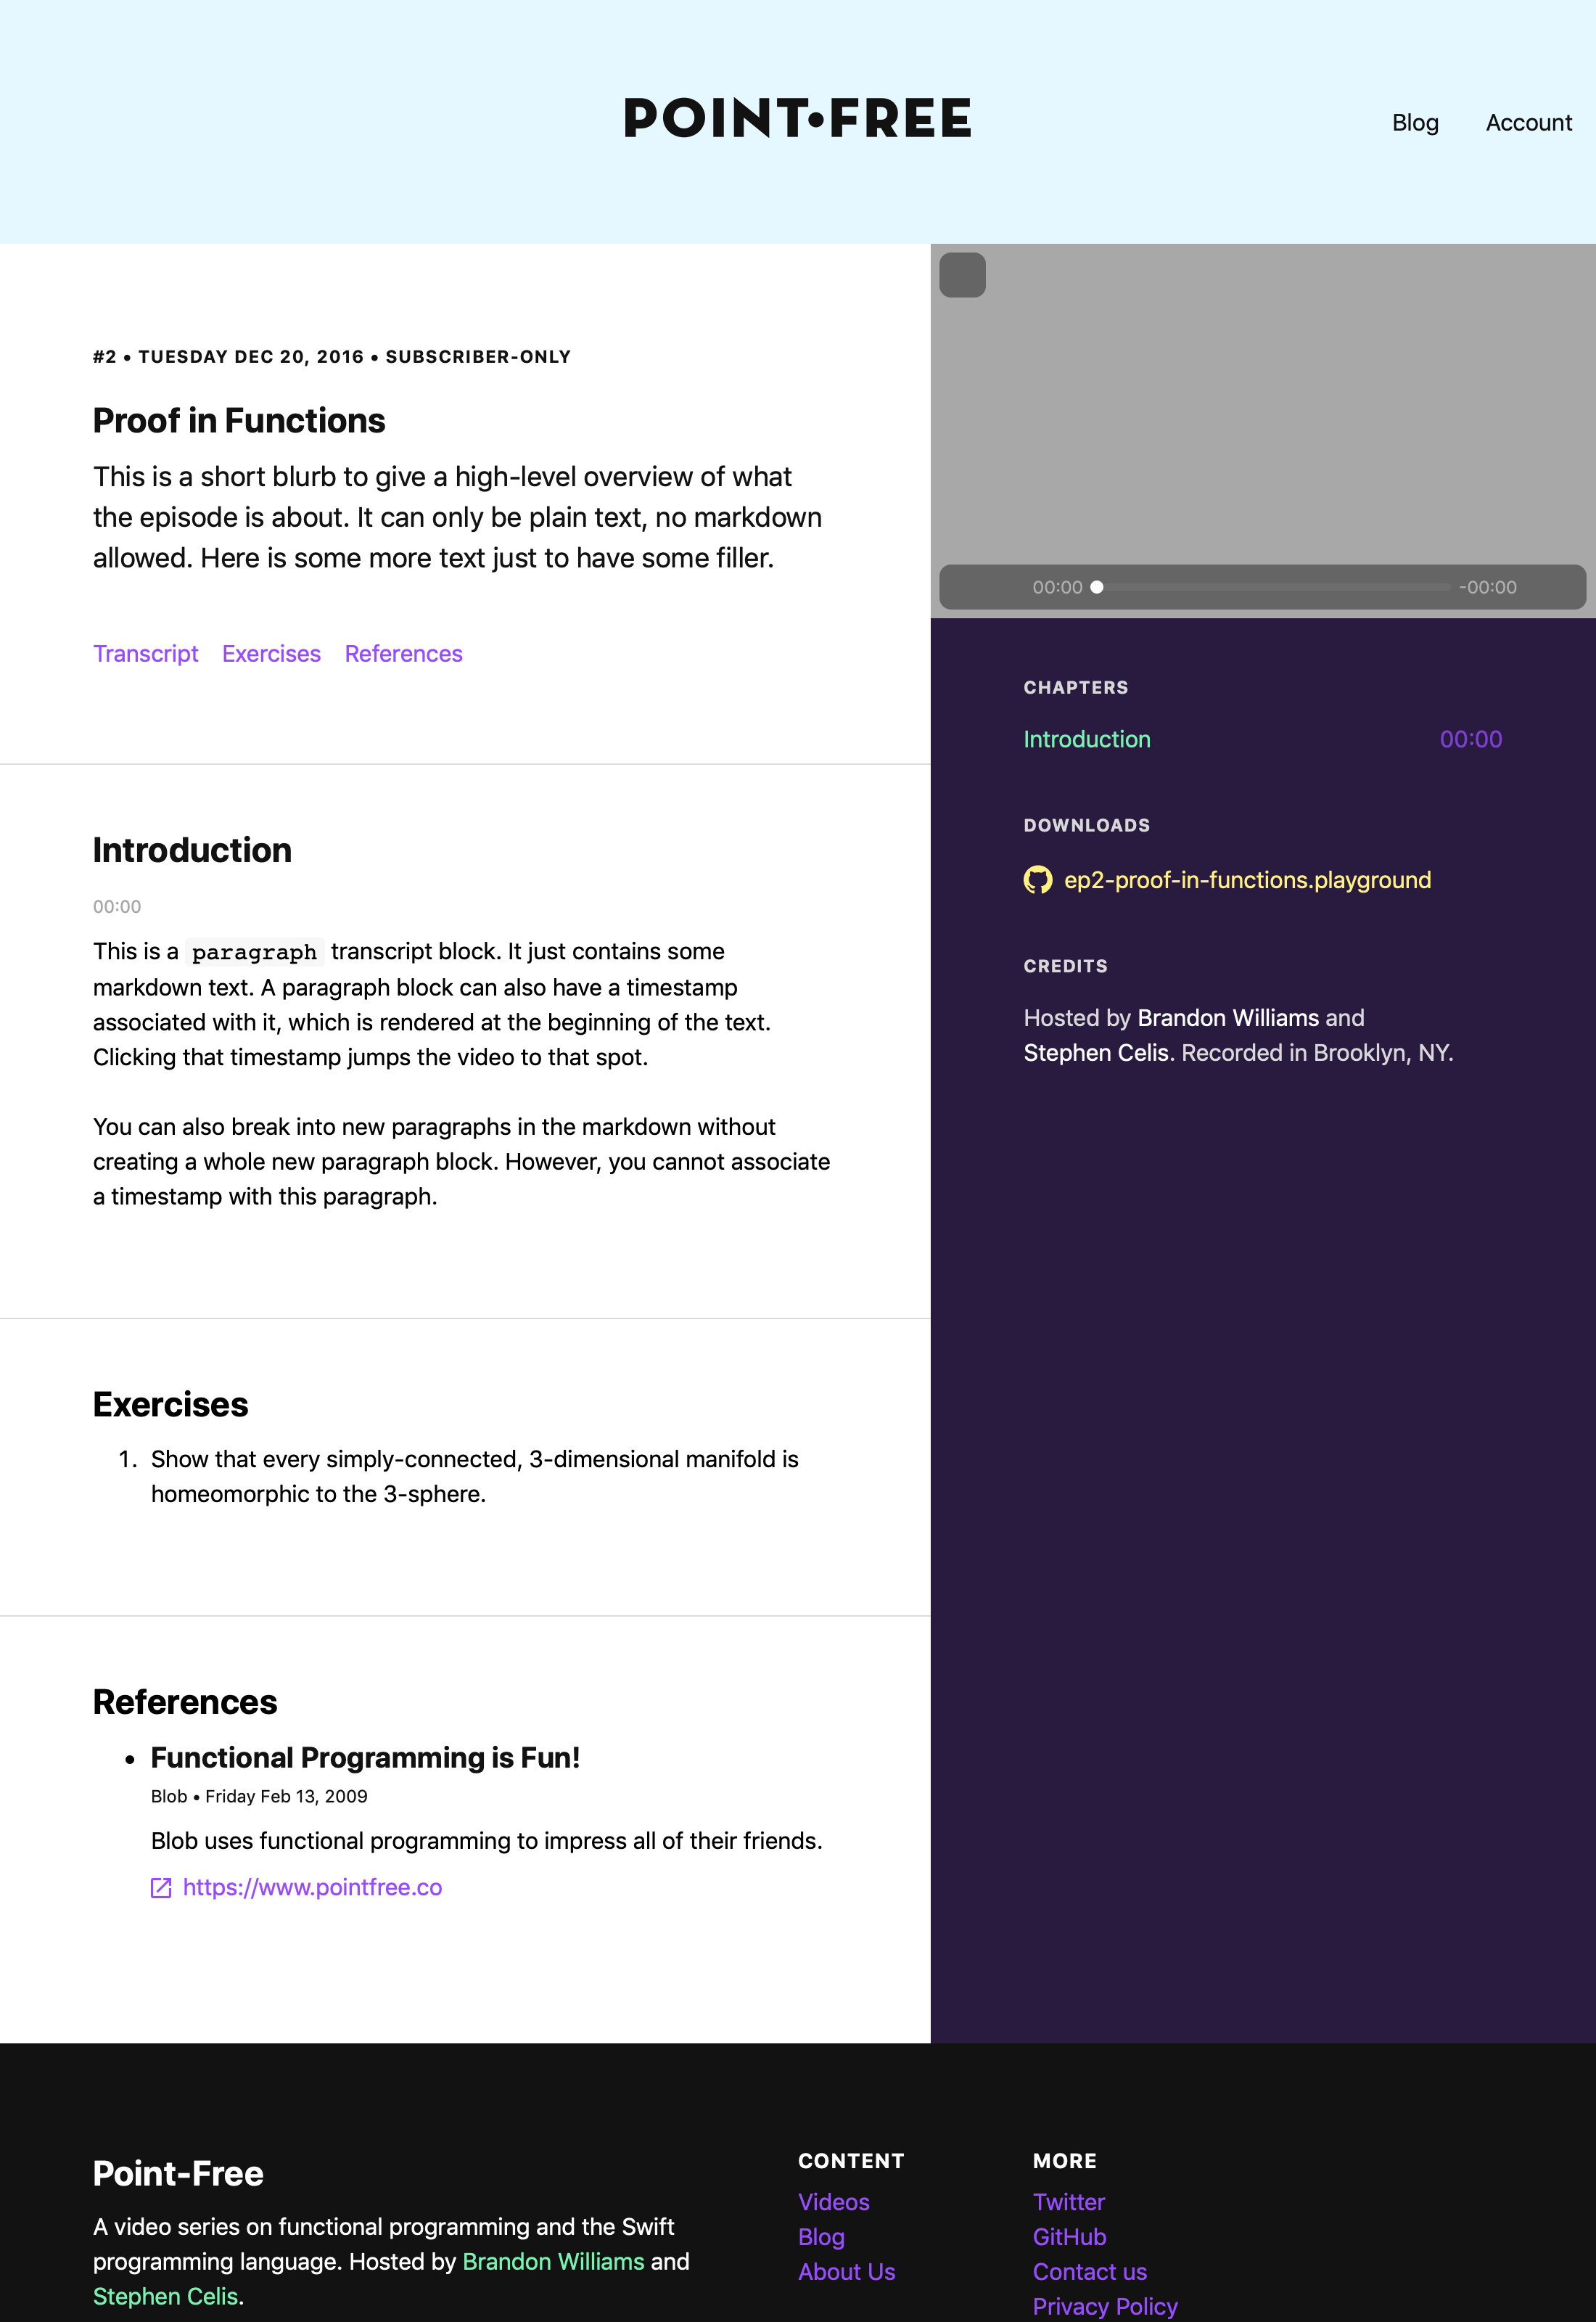 POINT•FREE
Blog
Account
#2 • TUESDAY DEC 20, 2016 • SUBSCRIBER-ONLY
Proof in Functions
This is a short blurb to give a high-level overview of what
the episode is about. It can only be plain text, no markdown
allowed. Here is some more text just to have some filler.
Transcript
Exercises
References
Introduction
00:00
This is a paragraph transcript block. It just contains some
markdown text. A paragraph block can also have a timestamp
associated with it, which is rendered at the beginning of the text.
Clicking that timestamp jumps the video to that spot.
You can also break into new paragraphs in the markdown without
creating a whole new paragraph block. However, you cannot associate
a timestamp with this paragraph.
Exercises
1. Show that every simply-connected, 3-dimensional manifold is
homeomorphic to the 3-sphere.
References
• Functional Programming is Fun!
Blob • Friday Feb 13, 2009
Blob uses functional programming to impress all of their friends.
https://www.pointfree.co
00:00
-00:00
CHAPTERS
Introduction
00:00
DOWNLOADS
ep2-proof-in-functions.playground
CREDITS
Hosted by Brandon Williams and
Stephen Celis. Recorded in Brooklyn, NY.
Point-Free
A video series on functional programming and the Swift
programming language. Hosted by Brandon Williams and
Stephen Celis.
CONTENT
Videos
Blog
About Us
MORE
Twitter
GitHub
Contact us
Privacy Policy